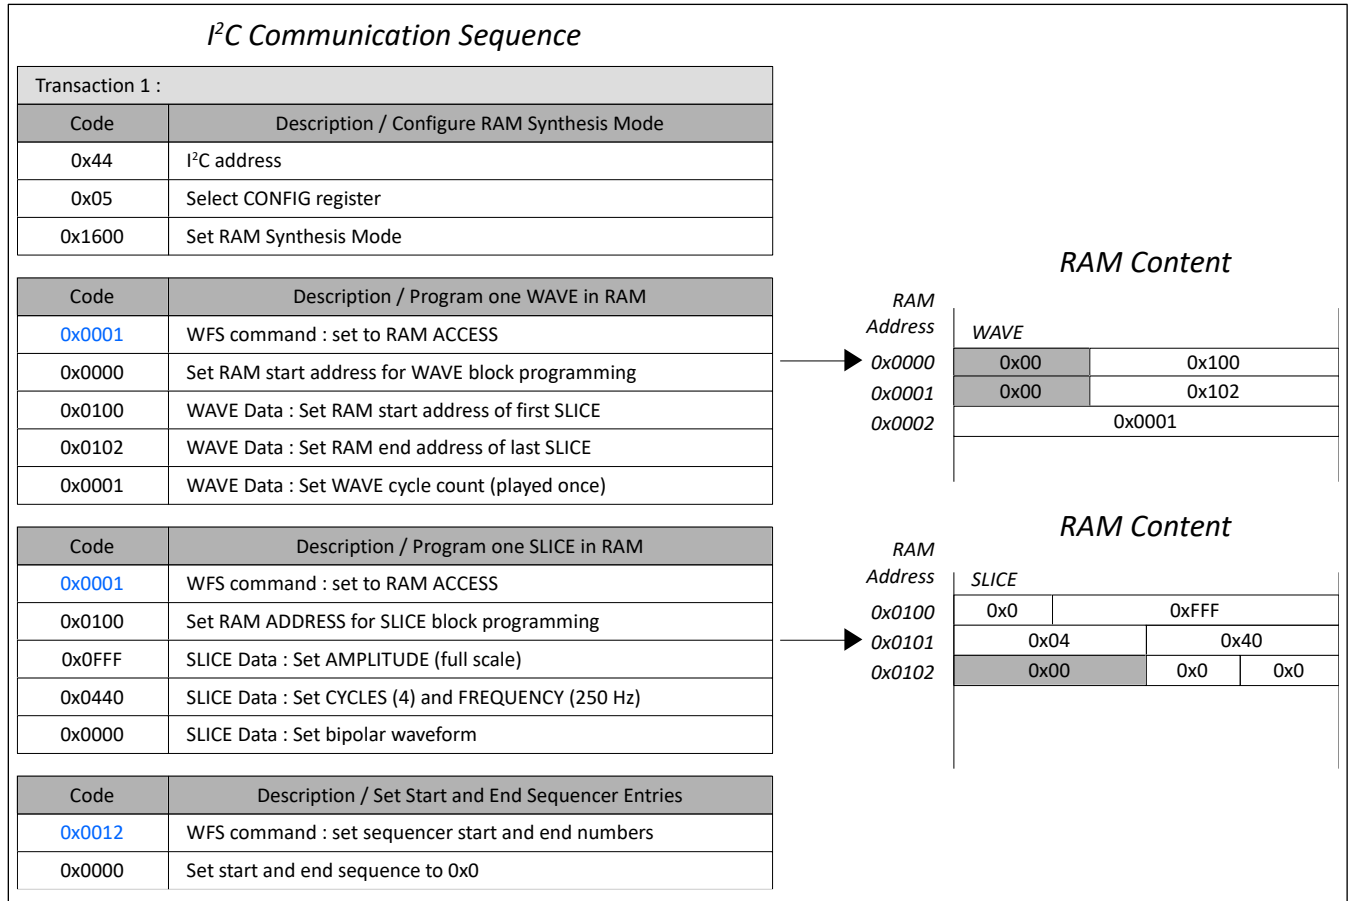 I²C Communication Sequence
Transaction 1 :
Code Description / Configure RAM Synthesis Mode
0x44 I²C address
0x05 Select CONFIG register
0x1600 Set RAM Synthesis Mode
Code Description / Program one WAVE in RAM
0x0001 WFS command : set to RAM ACCESS
0x0000 Set RAM start address for WAVE block programming
0x0100 WAVE Data : Set RAM start address of first SLICE
0x0102 WAVE Data : Set RAM end address of last SLICE
0x0001 WAVE Data : Set WAVE cycle count (played once)
RAM Content
RAM
Address WAVE
0x0000 0x00 0x100
0x0001 0x00 0x102
0x0002 0x0001
Code Description / Program one SLICE in RAM
0x0001 WFS command : set to RAM ACCESS
0x0100 Set RAM ADDRESS for SLICE block programming
0x0FFF SLICE Data : Set AMPLITUDE (full scale)
0x0440 SLICE Data : Set CYCLES (4) and FREQUENCY (250 Hz)
0x0000 SLICE Data : Set bipolar waveform
RAM Content
RAM
Address SLICE
0x0100 0x0 0xFFF
0x0101 0x04 0x40
0x0102 0x00 0x0 0x0
Code Description / Set Start and End Sequencer Entries
0x0012 WFS command : set sequencer start and end numbers
0x0000 Set start and end sequence to 0x0